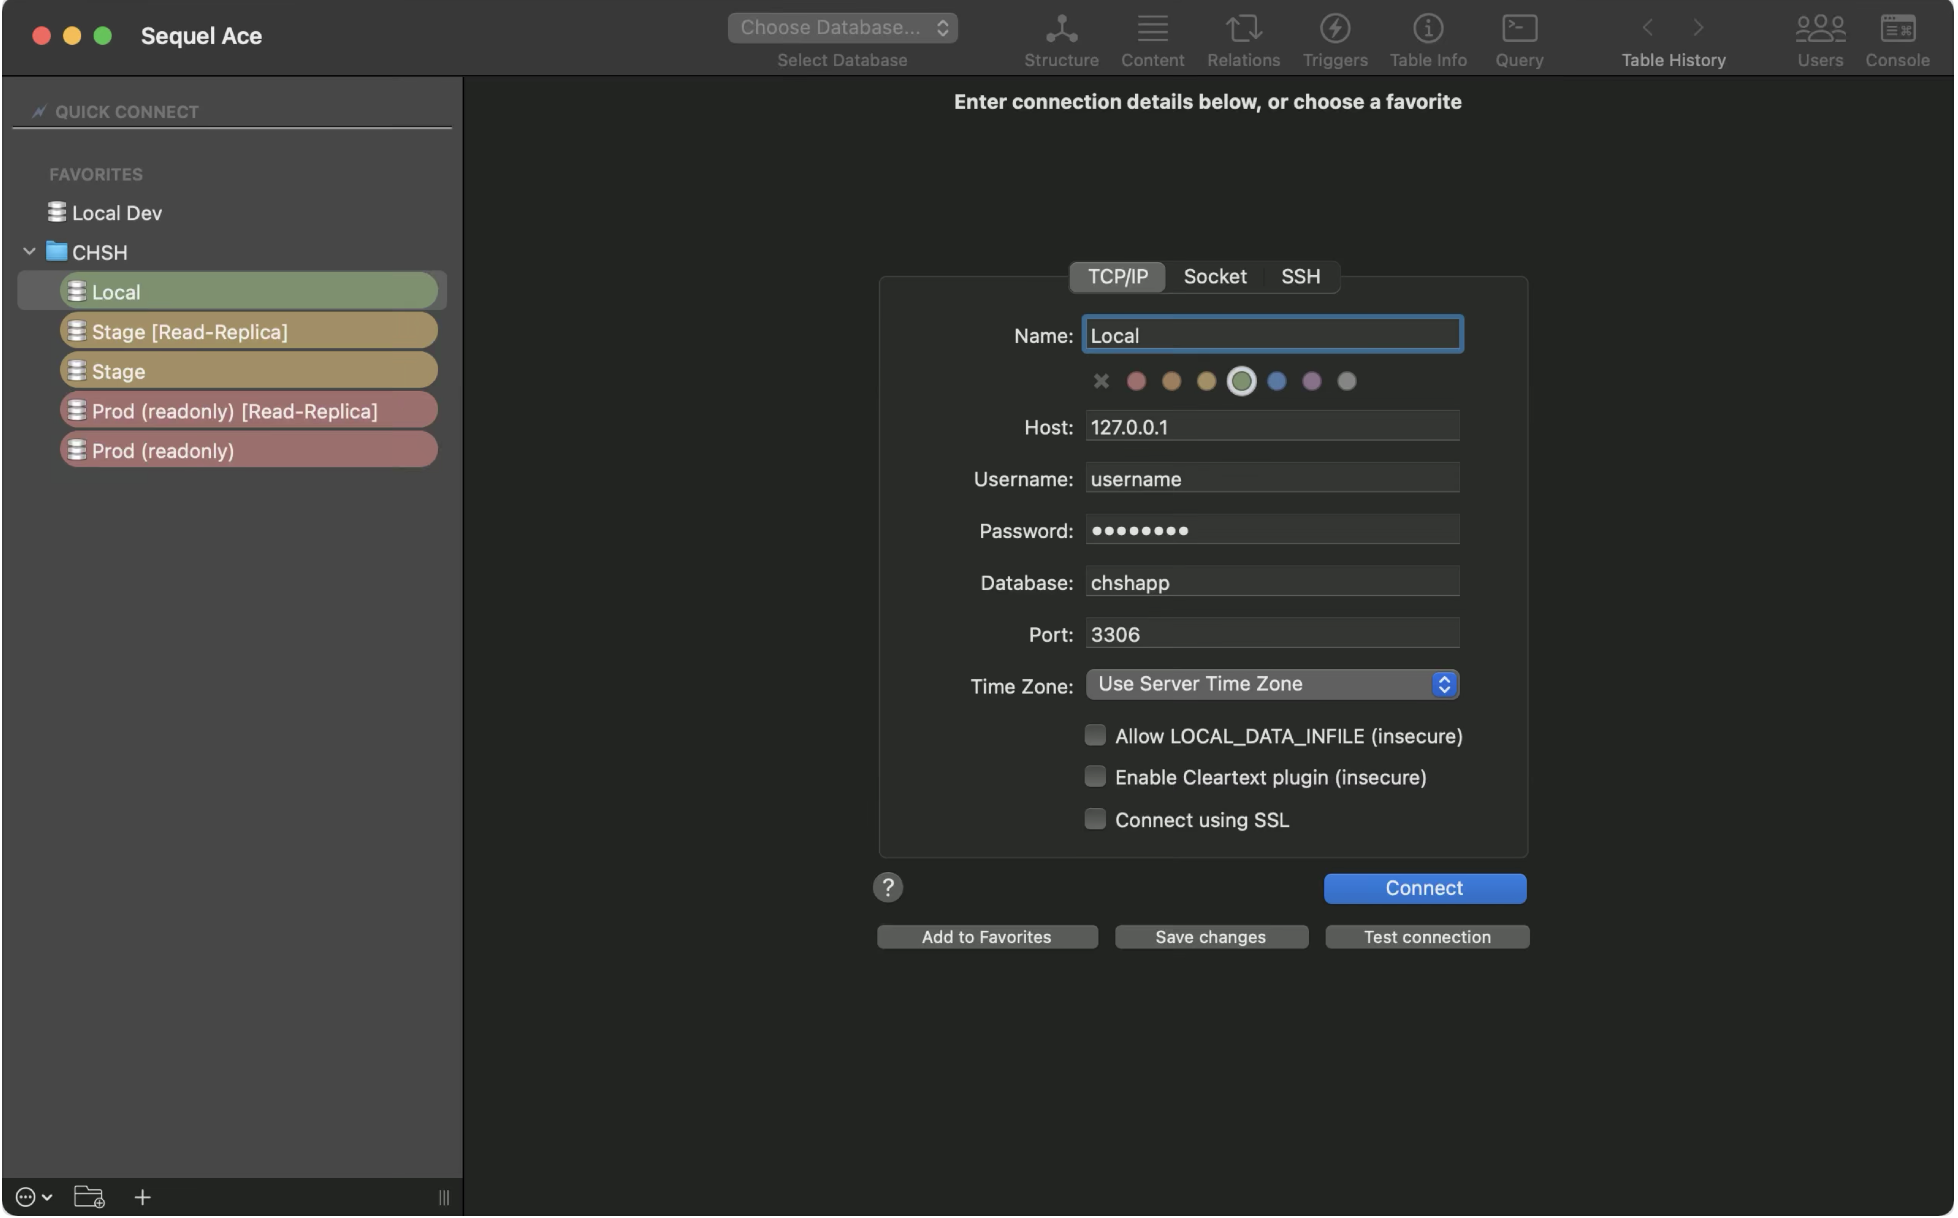 Sequel Ace
Choose Database...
Select Database
Structure
Content
Relations
Triggers
Table Info
Query
Table History
Users
Console
QUICK CONNECT
FAVORITES
Local Dev
CHSH
Local
Stage [Read-Replica]
Stage
Prod (readonly) [Read-Replica]
Prod (readonly)
Enter connection details below, or choose a favorite
TCP/IP Socket SSH
Name: Local
Host: 127.0.0.1
Username: username
Password: ••••••••
Database: chshapp
Port: 3306
Time Zone: Use Server Time Zone
Allow LOCAL_DATA_INFILE (insecure)
Enable Cleartext plugin (insecure)
Connect using SSL
?
Connect
Add to Favorites
Save changes
Test connection